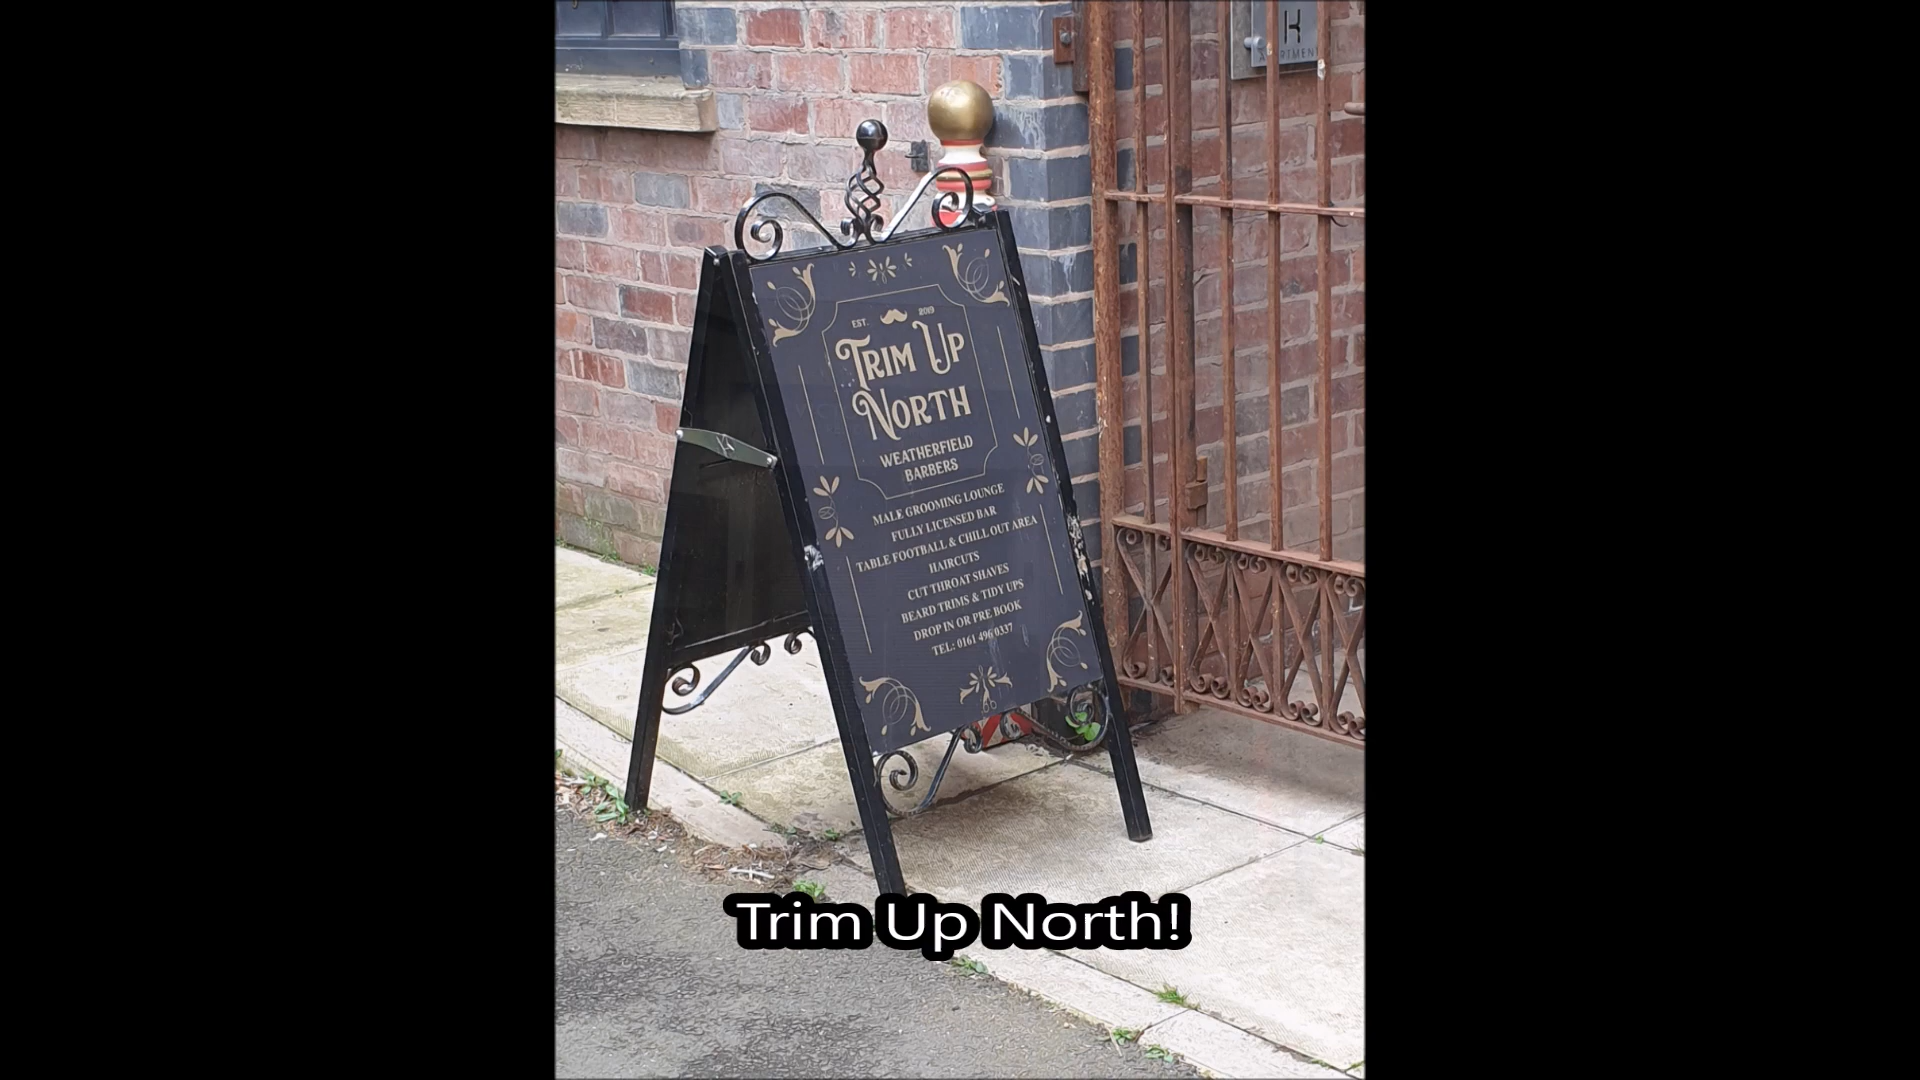 K
APARTMENT
EST. 2019
TRIM UP
NORTH
WEATHERFIELD
BARBERS
MALE GROOMING LOUNGE
FULLY LICENSED BAR
TABLE FOOTBALL & CHILL OUT AREA
HAIRCUTS
CUT THROAT SHAVES
BEARD TRIMS & TIDY UPS
DROP IN OR PRE BOOK
TEL: 0161 496 0337
Trim Up North!